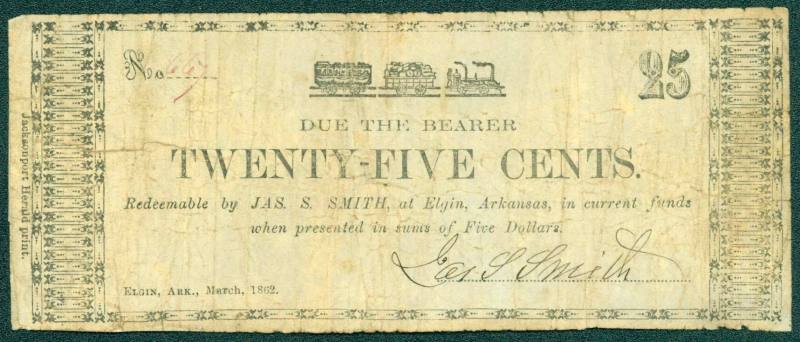 No 667
25
DUE THE BEARER
TWENTY-FIVE CENTS.
Redeemable by JAS. S. SMITH, at Elgin, Arkansas, in current funds
when presented in sums of Five Dollars.
Jas S Smith
ELGIN, ARK., March, 1862.
Jacksonport Herald print.